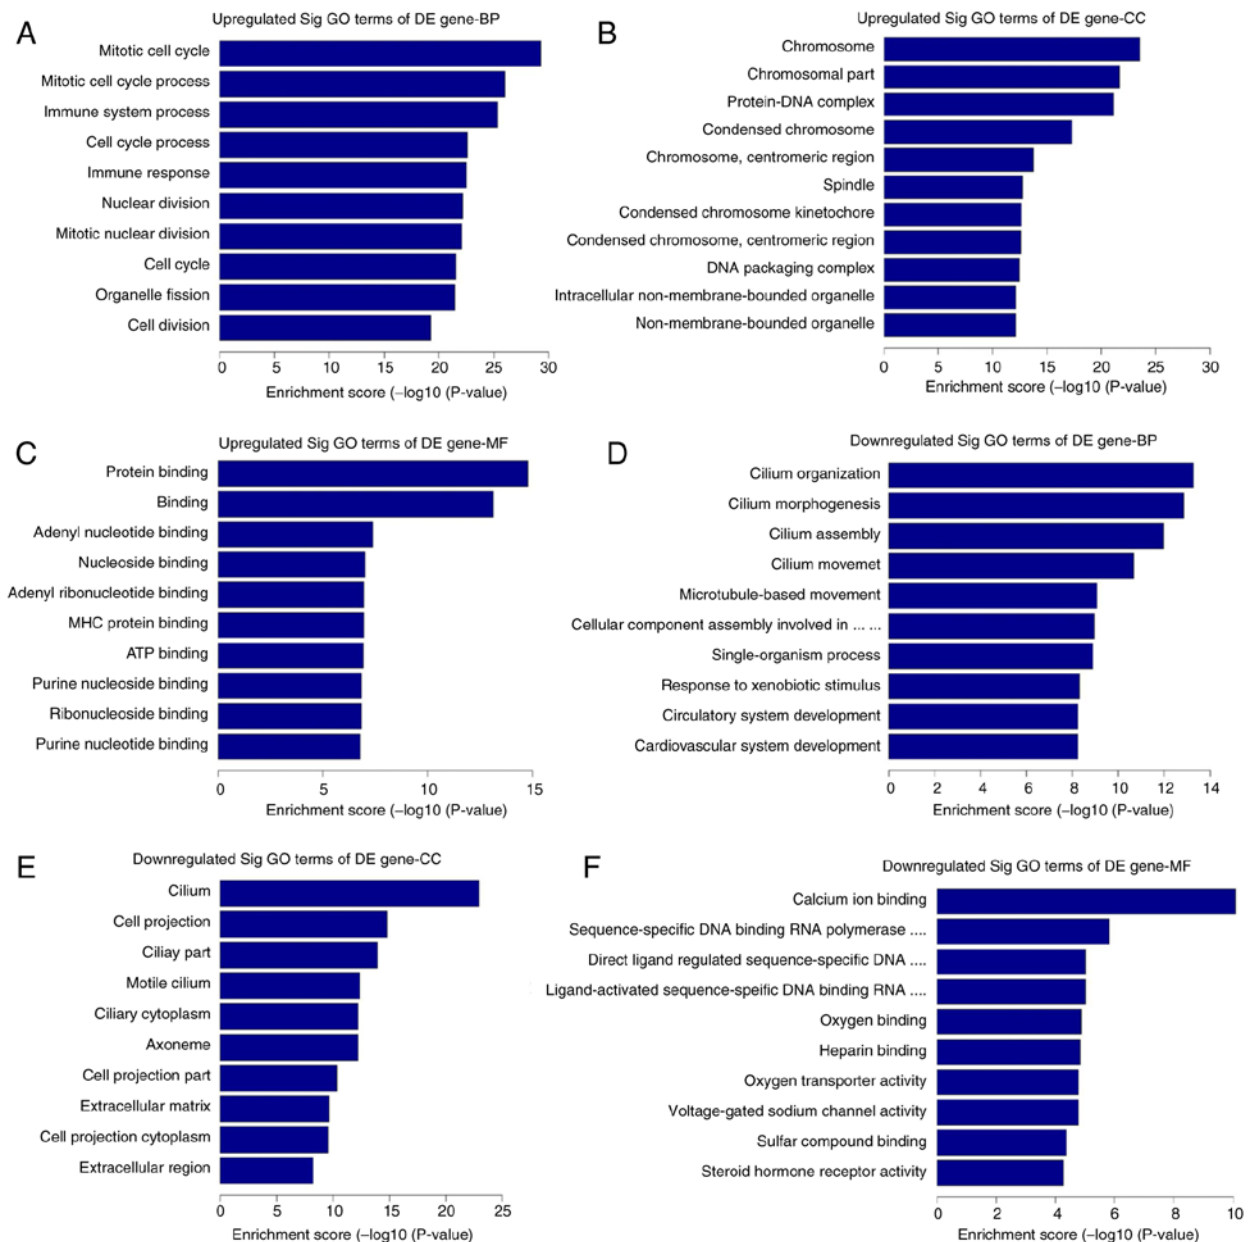 A
Upregulated Sig GO terms of DE gene-BP
Mitotic cell cycle
Mitotic cell cycle process
Immune system process
Cell cycle process
Immune response
Nuclear division
Mitotic nuclear division
Cell cycle
Organelle fission
Cell division
0 5 10 15 20 25 30
Enrichment score (–log10 (P-value)
B
Upregulated Sig GO terms of DE gene-CC
Chromosome
Chromosomal part
Protein-DNA complex
Condensed chromosome
Chromosome, centromeric region
Spindle
Condensed chromosome kinetochore
Condensed chromosome, centromeric region
DNA packaging complex
Intracellular non-membrane-bounded organelle
Non-membrane-bounded organelle
0 5 10 15 20 25 30
Enrichment score (–log10 (P-value)
C
Upregulated Sig GO terms of DE gene-MF
Protein binding
Binding
Adenyl nucleotide binding
Nucleoside binding
Adenyl ribonucleotide binding
MHC protein binding
ATP binding
Purine nucleoside binding
Ribonucleoside binding
Purine nucleotide binding
0 5 10 15
Enrichment score (–log10 (P-value)
D
Downregulated Sig GO terms of DE gene-BP
Cilium organization
Cilium morphogenesis
Cilium assembly
Cilium movemet
Microtubule-based movement
Cellular component assembly involved in ... ...
Single-organism process
Response to xenobiotic stimulus
Circulatory system development
Cardiovascular system development
0 2 4 6 8 10 12 14
Enrichment score (–log10 (P-value)
E
Downregulated Sig GO terms of DE gene-CC
Cilium
Cell projection
Ciliay part
Motile cilium
Ciliary cytoplasm
Axoneme
Cell projection part
Extracellular matrix
Cell projection cytoplasm
Extracellular region
0 5 10 15 20 25
Enrichment score (–log10 (P-value)
F
Downregulated Sig GO terms of DE gene-MF
Calcium ion binding
Sequence-specific DNA binding RNA polymerase ....
Direct ligand regulated sequence-specific DNA ....
Ligand-activated sequence-speific DNA binding RNA ....
Oxygen binding
Heparin binding
Oxygen transporter activity
Voltage-gated sodium channel activity
Sulfar compound binding
Steroid hormone receptor activity
0 2 4 6 8 10
Enrichment score (–log10 (P-value)